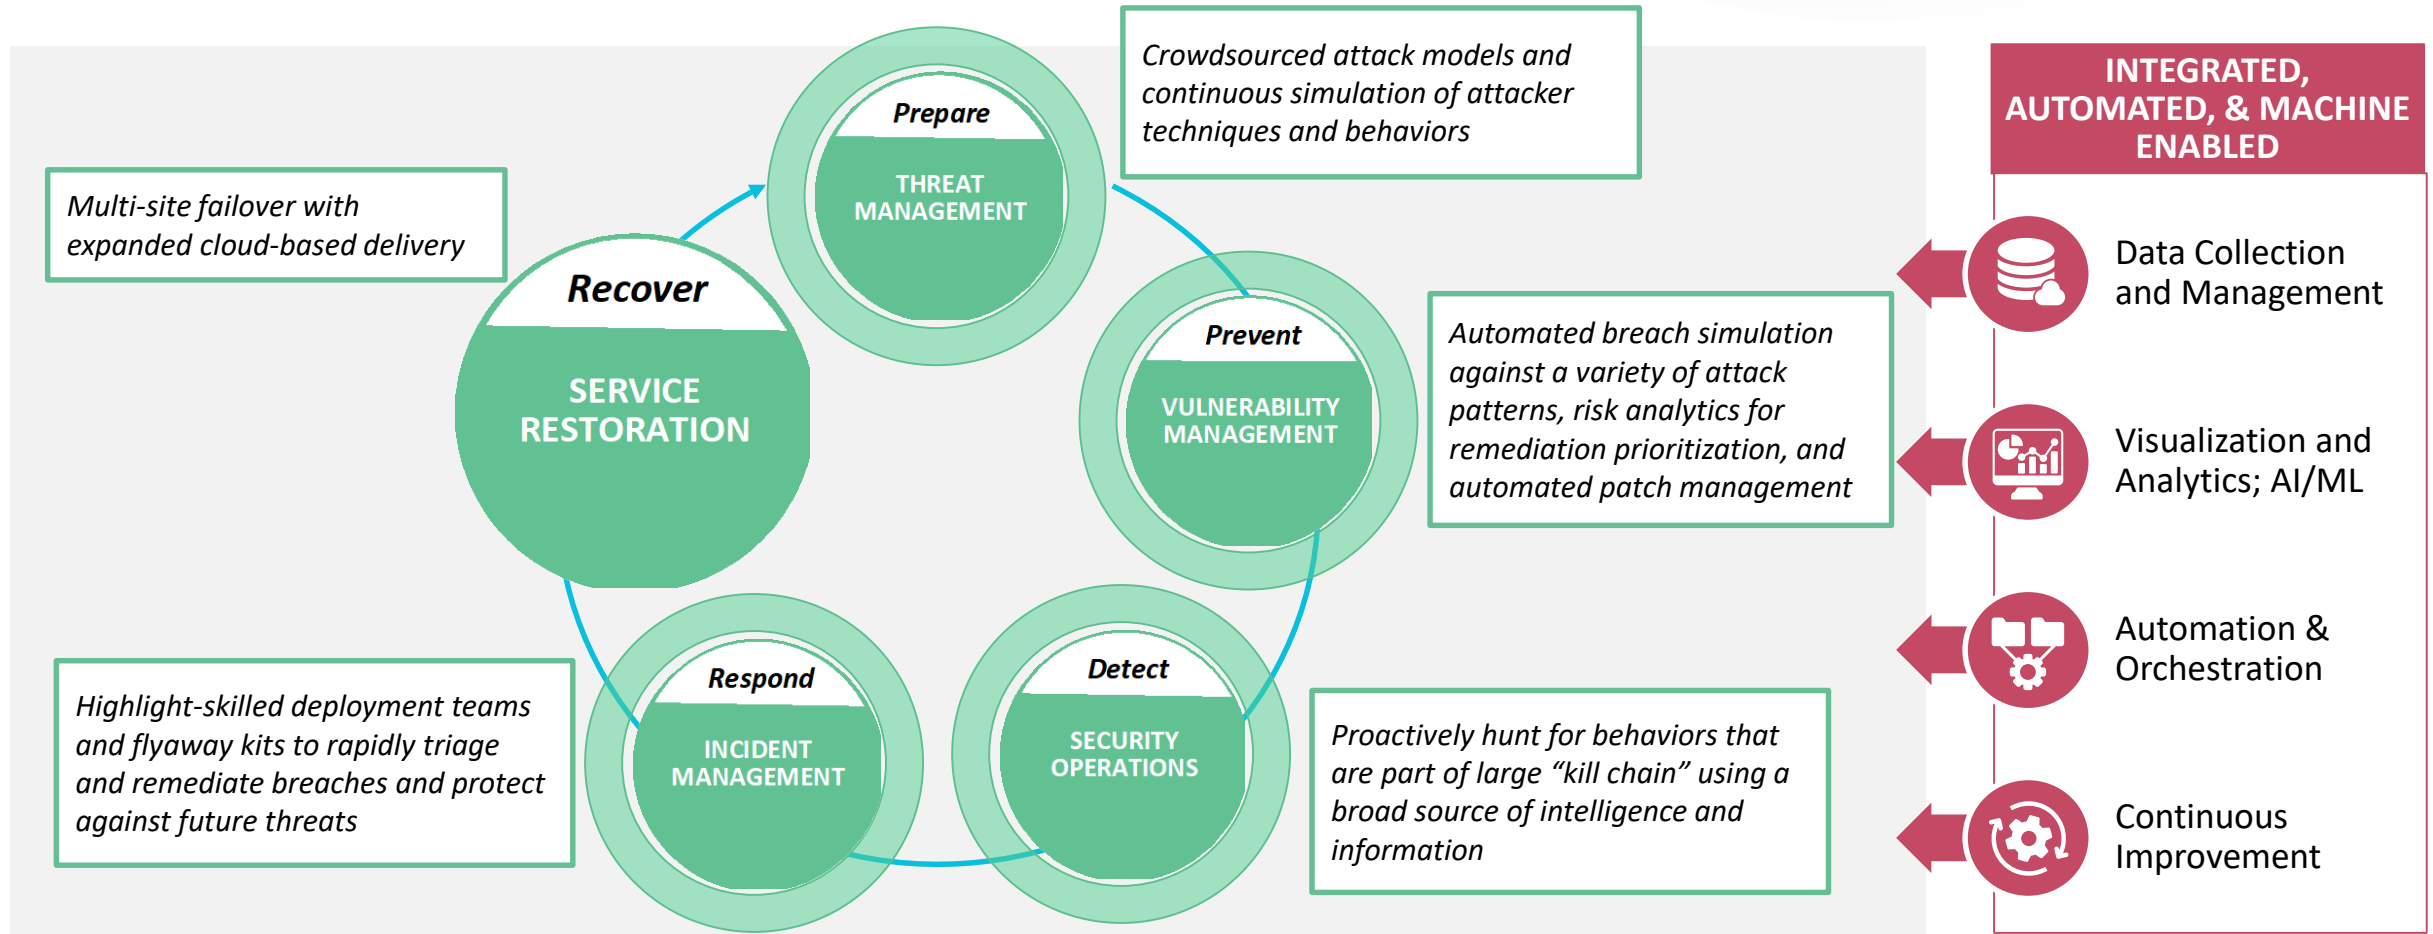 Prepare
THREAT
MANAGEMENT
Crowdsourced attack models and
continuous simulation of attacker
techniques and behaviors
Prevent
VULNERABILITY
MANAGEMENT
Automated breach simulation
against a variety of attack
patterns, risk analytics for
remediation prioritization, and
automated patch management
Detect
SECURITY
OPERATIONS
Proactively hunt for behaviors that
are part of large “kill chain” using a
broad source of intelligence and
information
Respond
INCIDENT
MANAGEMENT
Highlight-skilled deployment teams
and flyaway kits to rapidly triage
and remediate breaches and protect
against future threats
Recover
SERVICE
RESTORATION
Multi-site failover with
expanded cloud-based delivery
INTEGRATED,
AUTOMATED, & MACHINE
ENABLED
Data Collection
and Management
Visualization and
Analytics; AI/ML
Automation &
Orchestration
Continuous
Improvement